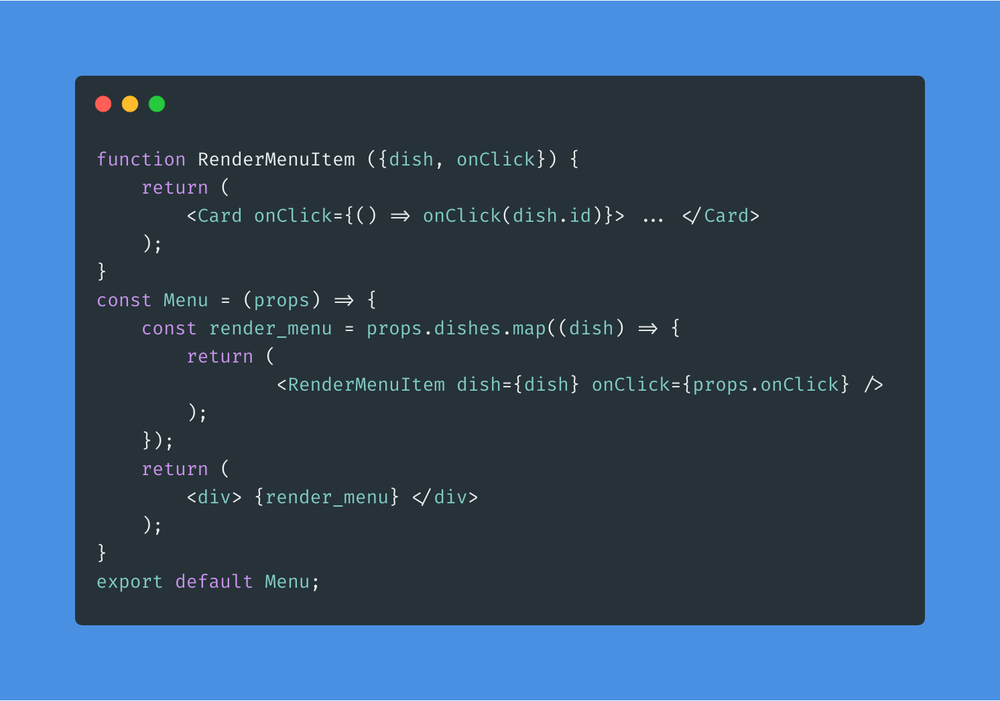 function RenderMenuItem ({dish, onClick}) {
    return (
        <Card onClick={() => onClick(dish.id)}> ... </Card>
    );
}
const Menu = (props) => {
    const render_menu = props.dishes.map((dish) => {
        return (
                <RenderMenuItem dish={dish} onClick={props.onClick} />
        );
    });
    return (
        <div> {render_menu} </div>
    );
}
export default Menu;